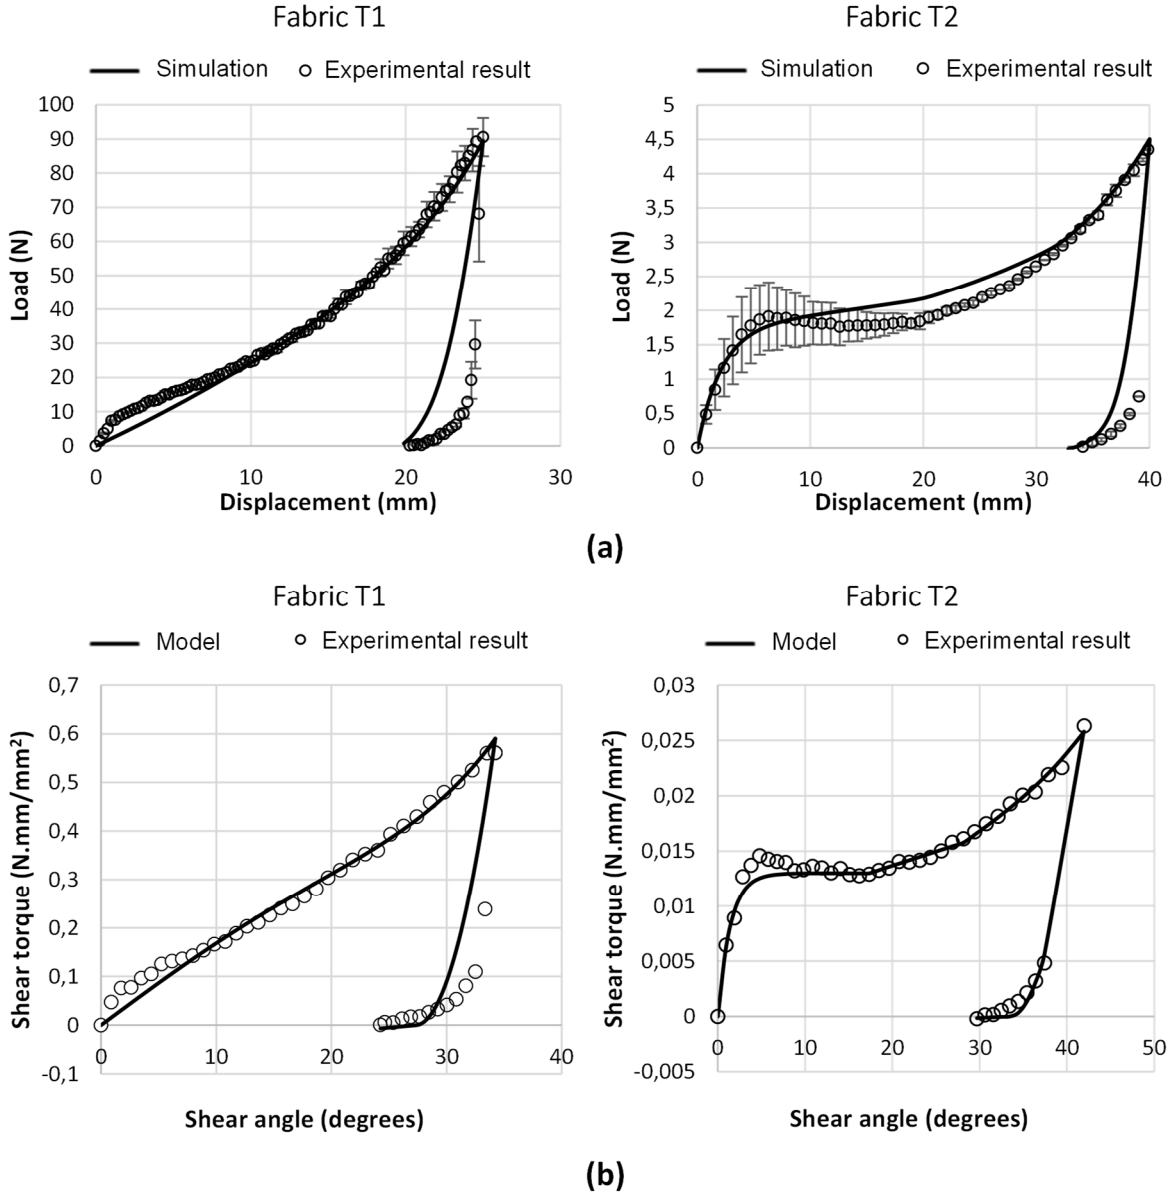 Fabric T1
Simulation
Experimental result
100
90
80
70
60
50
40
30
20
10
0
Load (N)
0
10
20
30
Displacement (mm)
Fabric T2
Simulation
Experimental result
5
4,5
4
3,5
3
2,5
2
1,5
1
0,5
0
Load (N)
0
10
20
30
40
Displacement (mm)
(a)
Fabric T1
Model
Experimental result
0,7
0,6
0,5
0,4
0,3
0,2
0,1
0
-0,1
Shear torque (N.mm/mm²)
0
10
20
30
40
Shear angle (degrees)
Fabric T2
Model
Experimental result
0,03
0,025
0,02
0,015
0,01
0,005
0
-0,005
Shear torque (N.mm/mm²)
0
10
20
30
40
50
Shear angle (degrees)
(b)